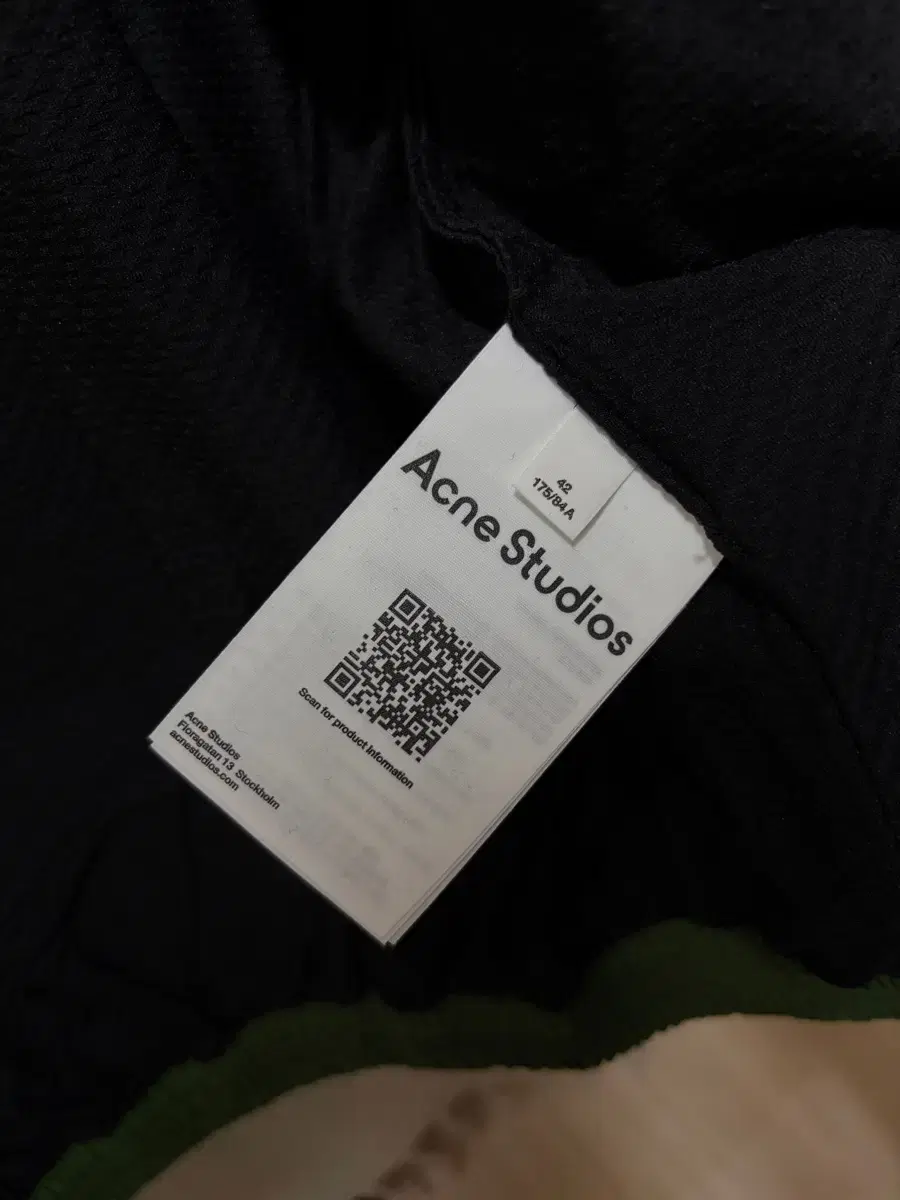 42
175/84A
Acne Studios
Scan for product information
Acne Studios
Floragatan 13 Stockholm
acnestudios.com